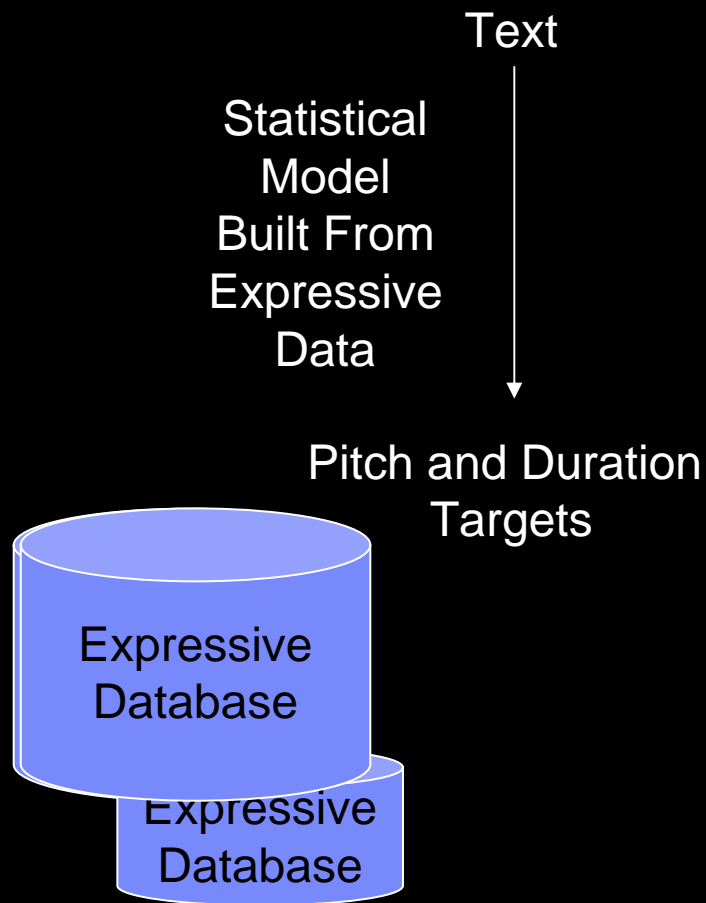 Text
Statistical
Model
Built From
Expressive
Data
Pitch and Duration
Targets
Expressive
Database
Expressive
Database